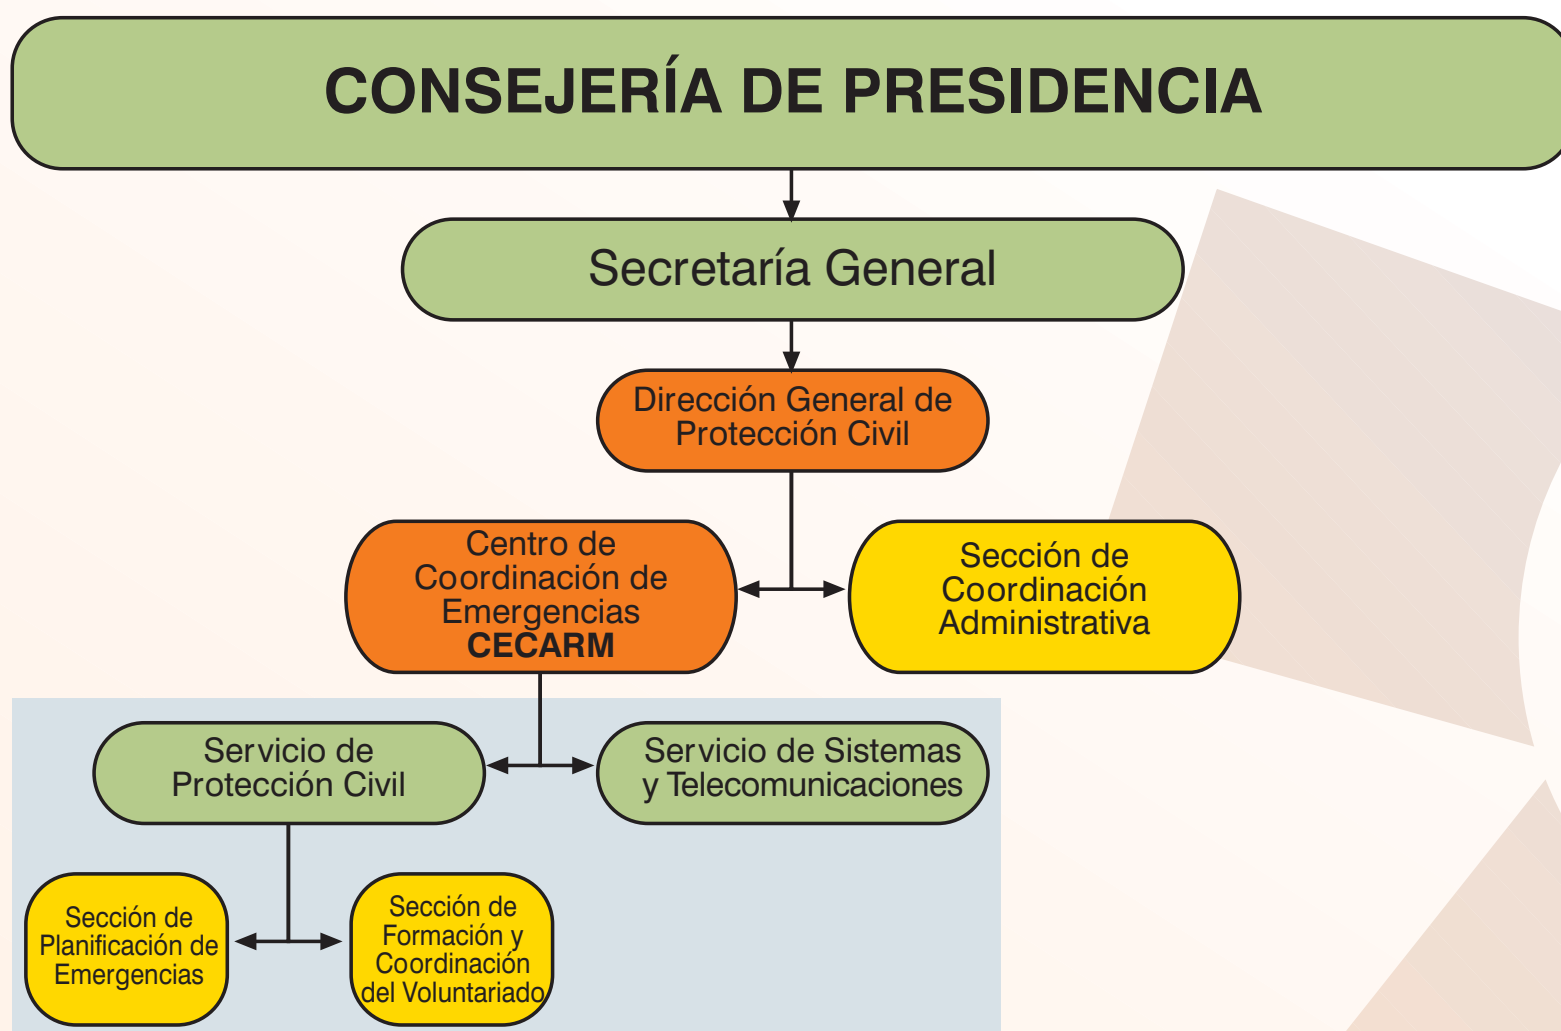 CONSEJERÍA DE PRESIDENCIA
Secretaría General
Dirección General de
Protección Civil
Centro de
Coordinación de
Emergencias
CECARM
Sección de
Coordinación
Administrativa
Servicio de
Protección Civil
Servicio de Sistemas
y Telecomunicaciones
Sección de
Planificación de
Emergencias
Sección de
Formación y
Coordinación
del Voluntariado